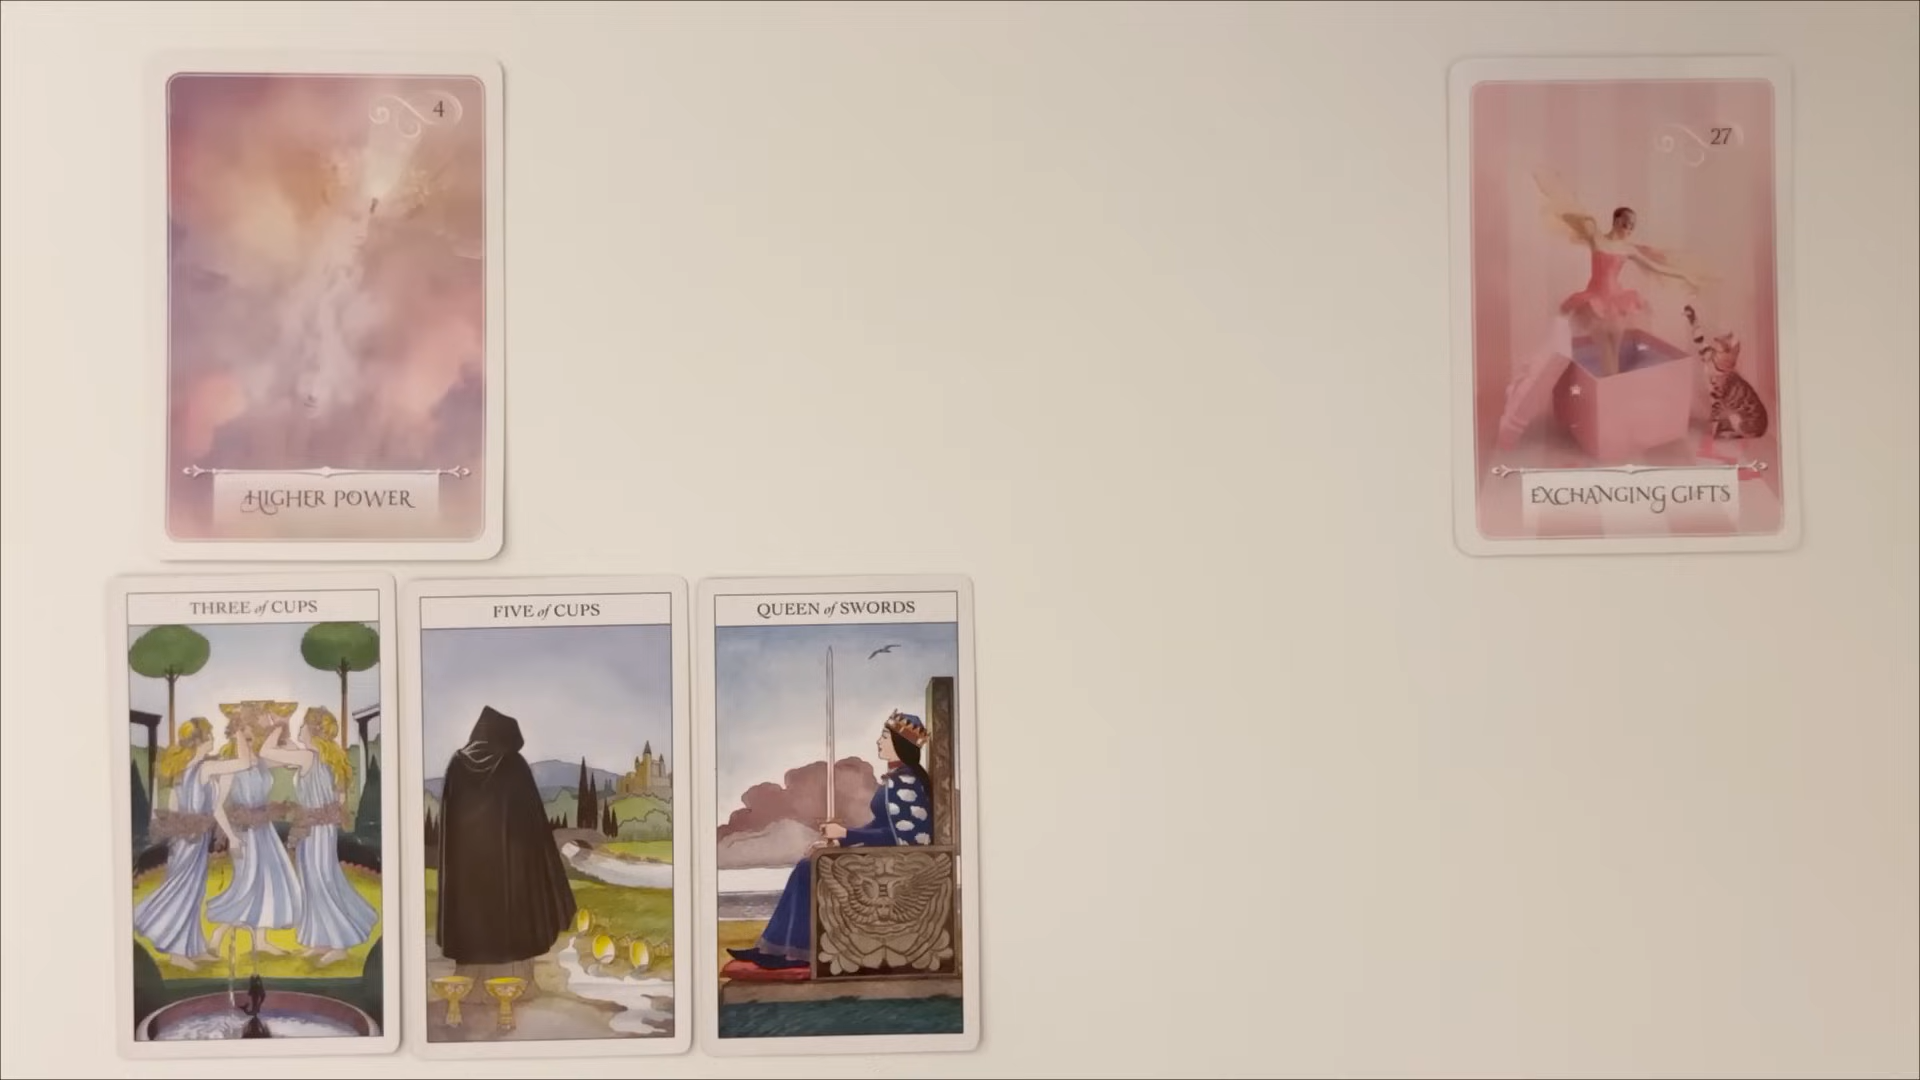 4
HIGHER POWER
27
EXCHANGING GIFTS
THREE of CUPS
FIVE of CUPS
QUEEN of SWORDS